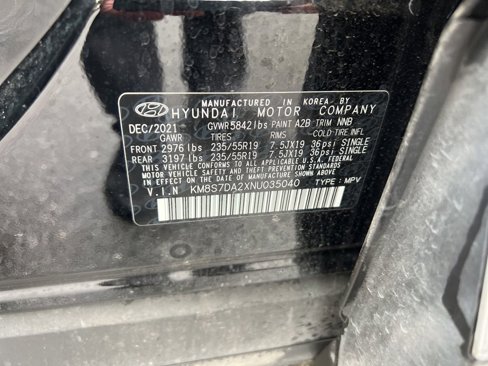 MANUFACTURED IN KOREA BY
HYUNDAI MOTOR COMPANY
DEC/2021 GVWR 5842 lbs PAINT A2B TRIM NNB
GAWR TIRES RIMS COLD TIRE INFL
FRONT 2976 lbs 235/55R19 7.5JX19 36psi SINGLE
REAR 3197 lbs 235/55R19 7.5JX19 36psi SINGLE
THIS VEHICLE CONFORMS TO ALL APPLICABLE U.S.A. FEDERAL
MOTOR VEHICLE SAFETY, BUMPER, AND THEFT PREVENTION STANDARDS
IN EFFECT ON THE DATE OF MANUFACTURE SHOWN ABOVE.
V.I.N KM8S7DA2XNU035040 TYPE : MPV